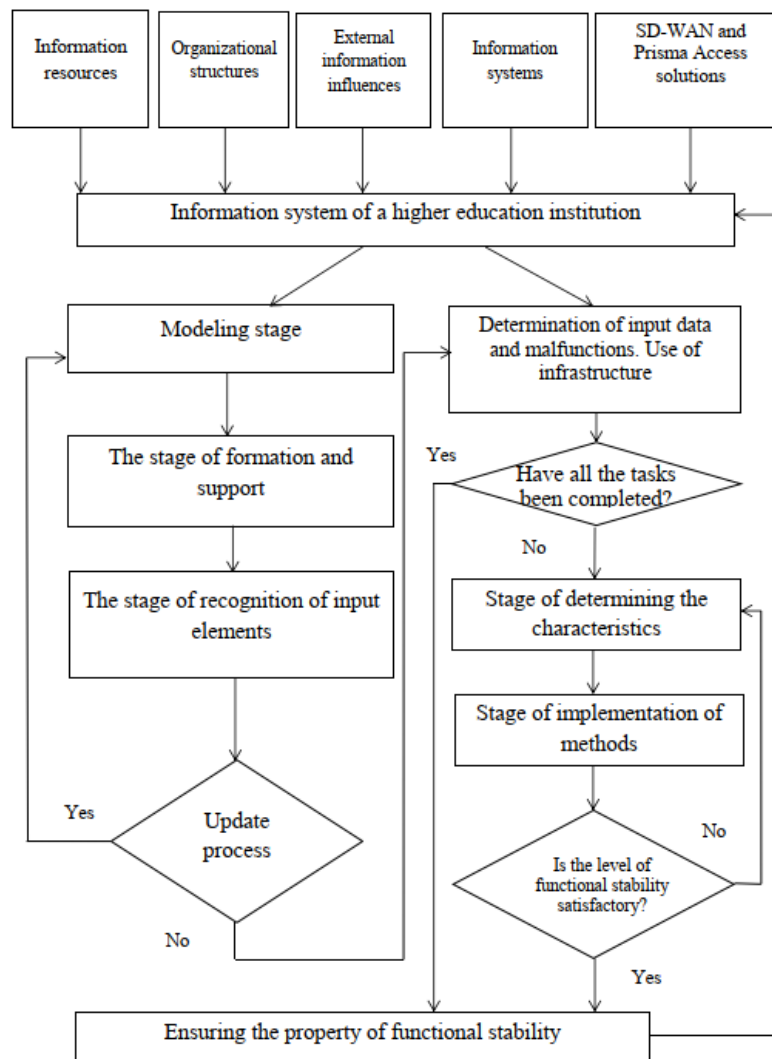 Information
resources
Organizational
structures
External
information
influences
Information
systems
SD-WAN and
Prisma Access
solutions
Information system of a higher education institution
Modeling stage
Determination of input data
and malfunctions. Use of
infrastructure
The stage of formation and
support
Yes
Have all the tasks
been completed?
No
The stage of recognition of input
elements
Stage of determining the
characteristics
Stage of implementation of
methods
Yes
Update
process
No
No
Is the level of
functional stability
satisfactory?
Yes
Ensuring the property of functional stability